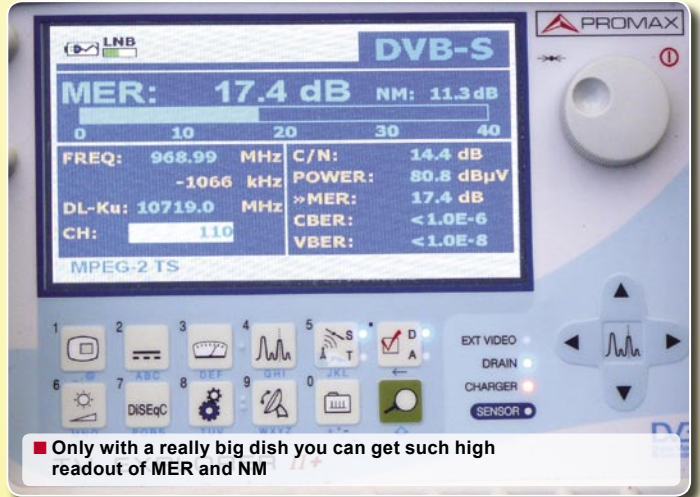 PROMAX
LNB
DVB-S
MER: 17.4 dB NM: 11.3 dB
0 10 20 30 40
FREQ: 968.99 MHz
-1066 kHz
DL-Ku: 10719.0 MHz
CH: 110
C/N: 14.4 dB
POWER: 80.8 dBµV
»MER: 17.4 dB
CBER: <1.0E-6
VBER: <1.0E-8
MPEG-2 TS
1 2 3 4 5 S T D A
ABC DEF GHI JKL
6 7 8 9 0
DiSEqC
EXT VIDEO
DRAIN
CHARGER
SENSOR
Only with a really big dish you can get such high
readout of MER and NM
II+